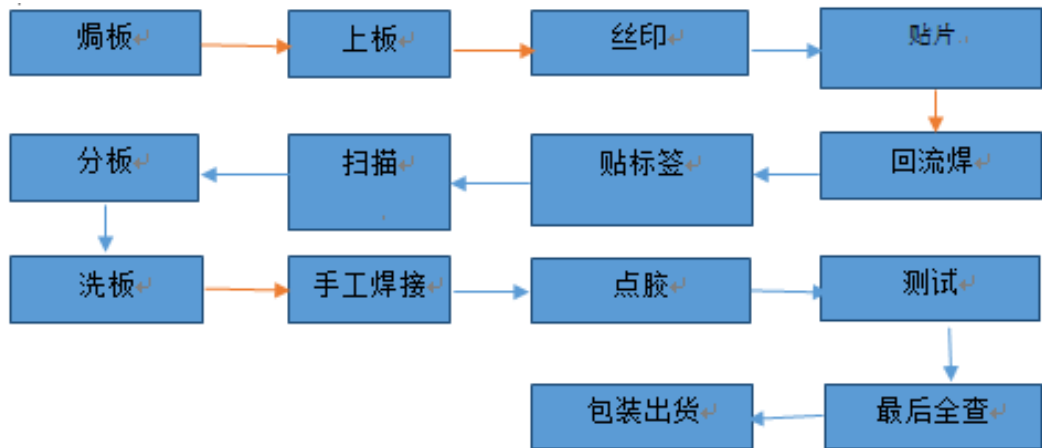 焗板
上板
丝印
贴片
回流焊
贴标签
扫描
分板
洗板
手工焊接
点胶
测试
最后全查
包装出货